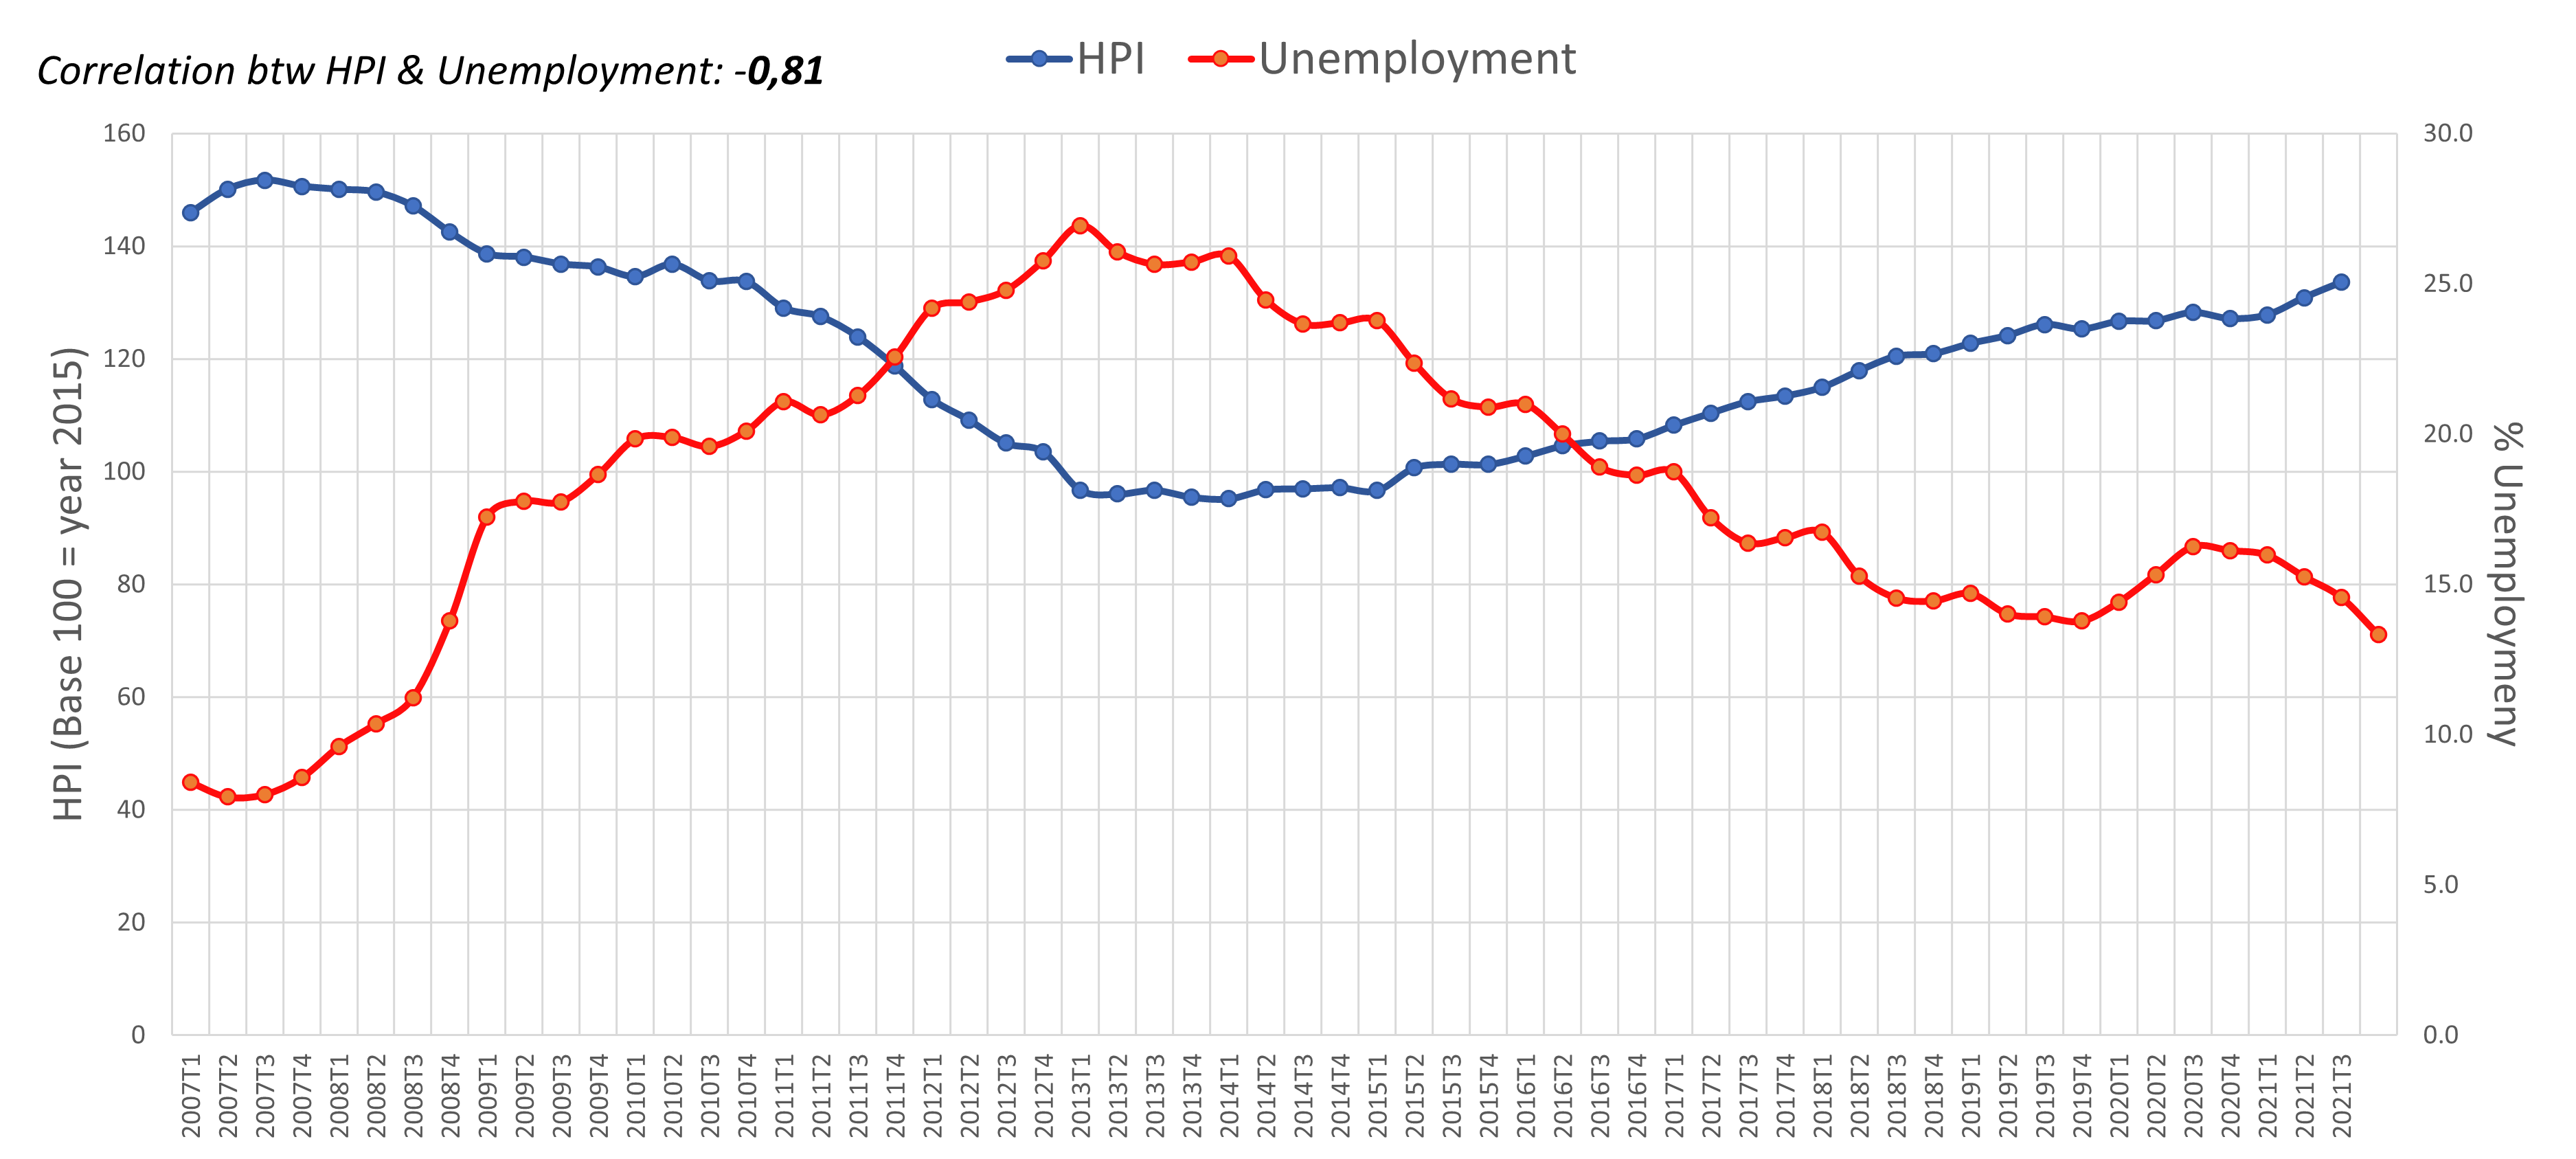 Correlation btw HPI & Unemployment: -0,81
HPI
Unemployment
160
140
120
100
80
60
40
20
0
HPI (Base 100 = year 2015)
30.0
25.0
20.0
15.0
10.0
5.0
0.0
% Unemploymeny
2007T1
2007T2
2007T3
2007T4
2008T1
2008T2
2008T3
2008T4
2009T1
2009T2
2009T3
2009T4
2010T1
2010T2
2010T3
2010T4
2011T1
2011T2
2011T3
2011T4
2012T1
2012T2
2012T3
2012T4
2013T1
2013T2
2013T3
2013T4
2014T1
2014T2
2014T3
2014T4
2015T1
2015T2
2015T3
2015T4
2016T1
2016T2
2016T3
2016T4
2017T1
2017T2
2017T3
2017T4
2018T1
2018T2
2018T3
2018T4
2019T1
2019T2
2019T3
2019T4
2020T1
2020T2
2020T3
2020T4
2021T1
2021T2
2021T3